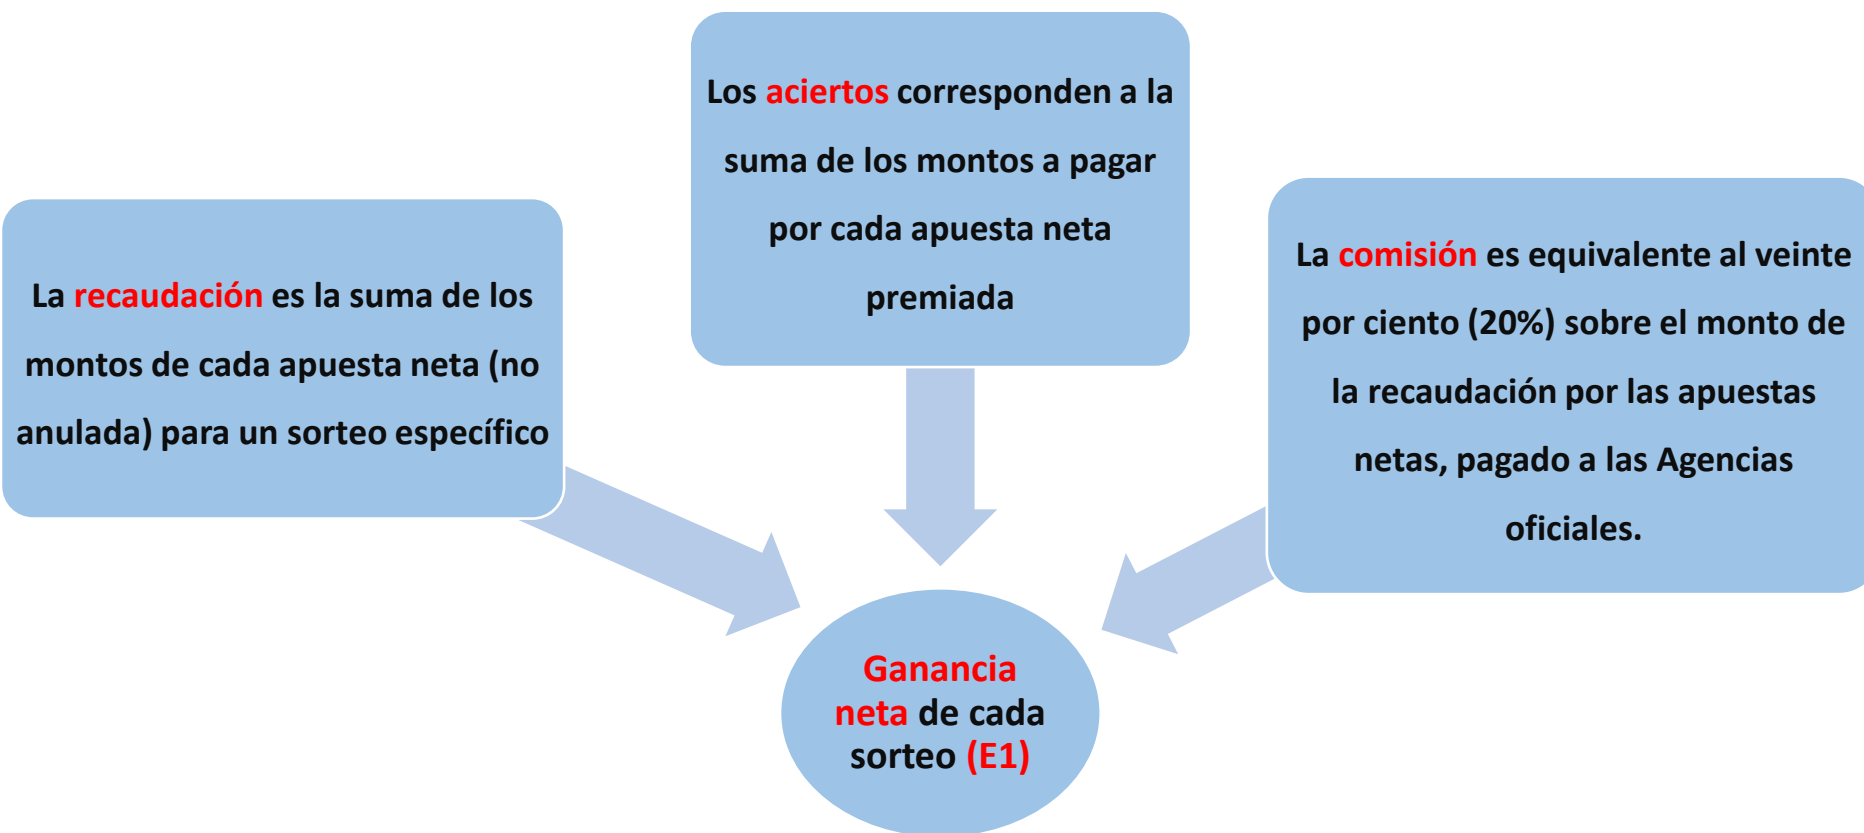 La recaudación es la suma de los
montos de cada apuesta neta (no
anulada) para un sorteo específico
Los aciertos corresponden a la
suma de los montos a pagar
por cada apuesta neta
premiada
La comisión es equivalente al veinte
por ciento (20%) sobre el monto de
la recaudación por las apuestas
netas, pagado a las Agencias
oficiales.
Ganancia
neta de cada
sorteo (E1)